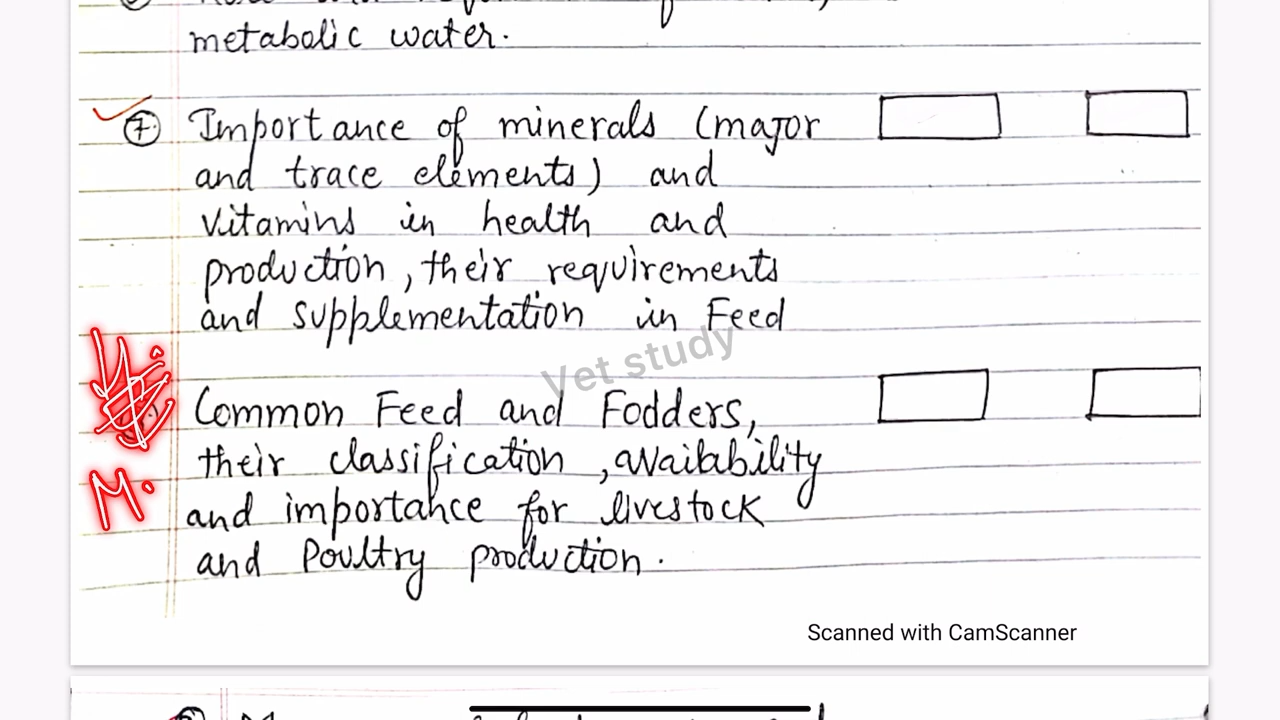 metabolic water.
7. Importance of minerals (major
and trace elements) and
Vitamins in health and
production, their requirements
and supplementation in Feed
Vet study
Common Feed and Fodders,
their classification, availability
M.
and importance for livestock
and Poultry production.
Scanned with CamScanner